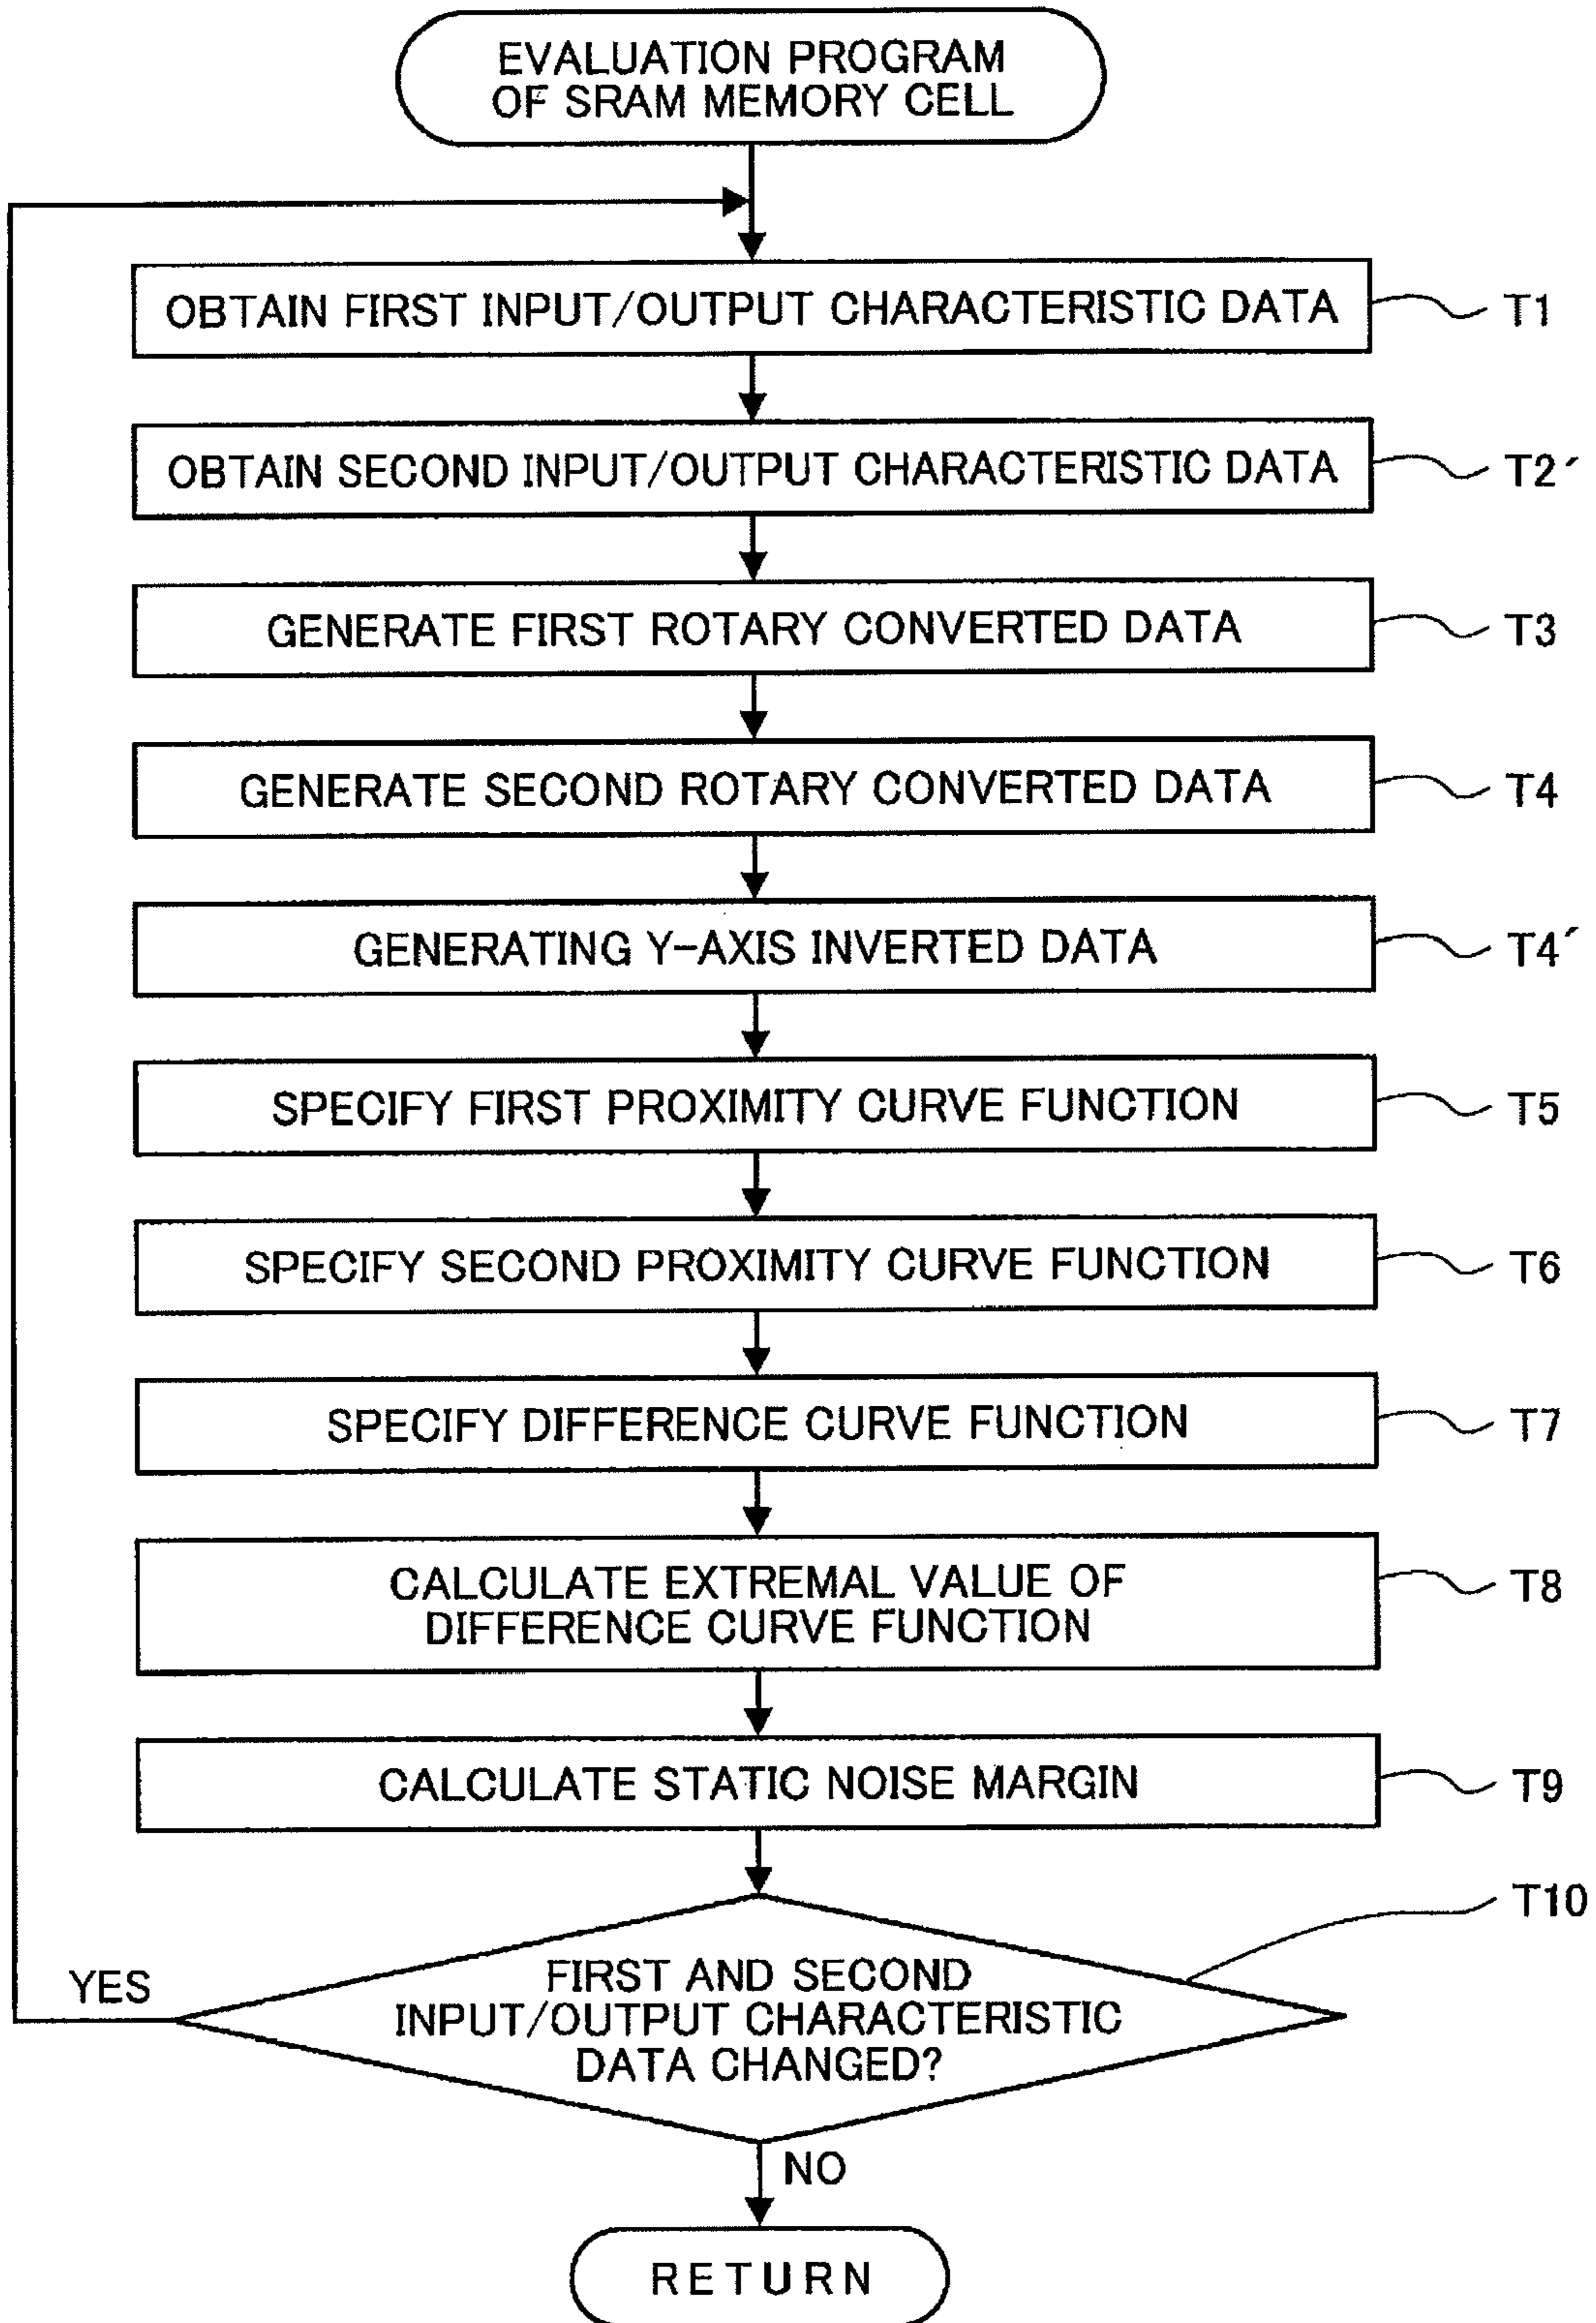 EVALUATION PROGRAM
OF SRAM MEMORY CELL
OBTAIN FIRST INPUT/OUTPUT CHARACTERISTIC DATA
T1
OBTAIN SECOND INPUT/OUTPUT CHARACTERISTIC DATA
T2´
GENERATE FIRST ROTARY CONVERTED DATA
T3
GENERATE SECOND ROTARY CONVERTED DATA
T4
GENERATING Y-AXIS INVERTED DATA
T4´
SPECIFY FIRST PROXIMITY CURVE FUNCTION
T5
SPECIFY SECOND PROXIMITY CURVE FUNCTION
T6
SPECIFY DIFFERENCE CURVE FUNCTION
T7
CALCULATE EXTREMAL VALUE OF
DIFFERENCE CURVE FUNCTION
T8
CALCULATE STATIC NOISE MARGIN
T9
T10
FIRST AND SECOND
INPUT/OUTPUT CHARACTERISTIC
DATA CHANGED?
YES
NO
RETURN